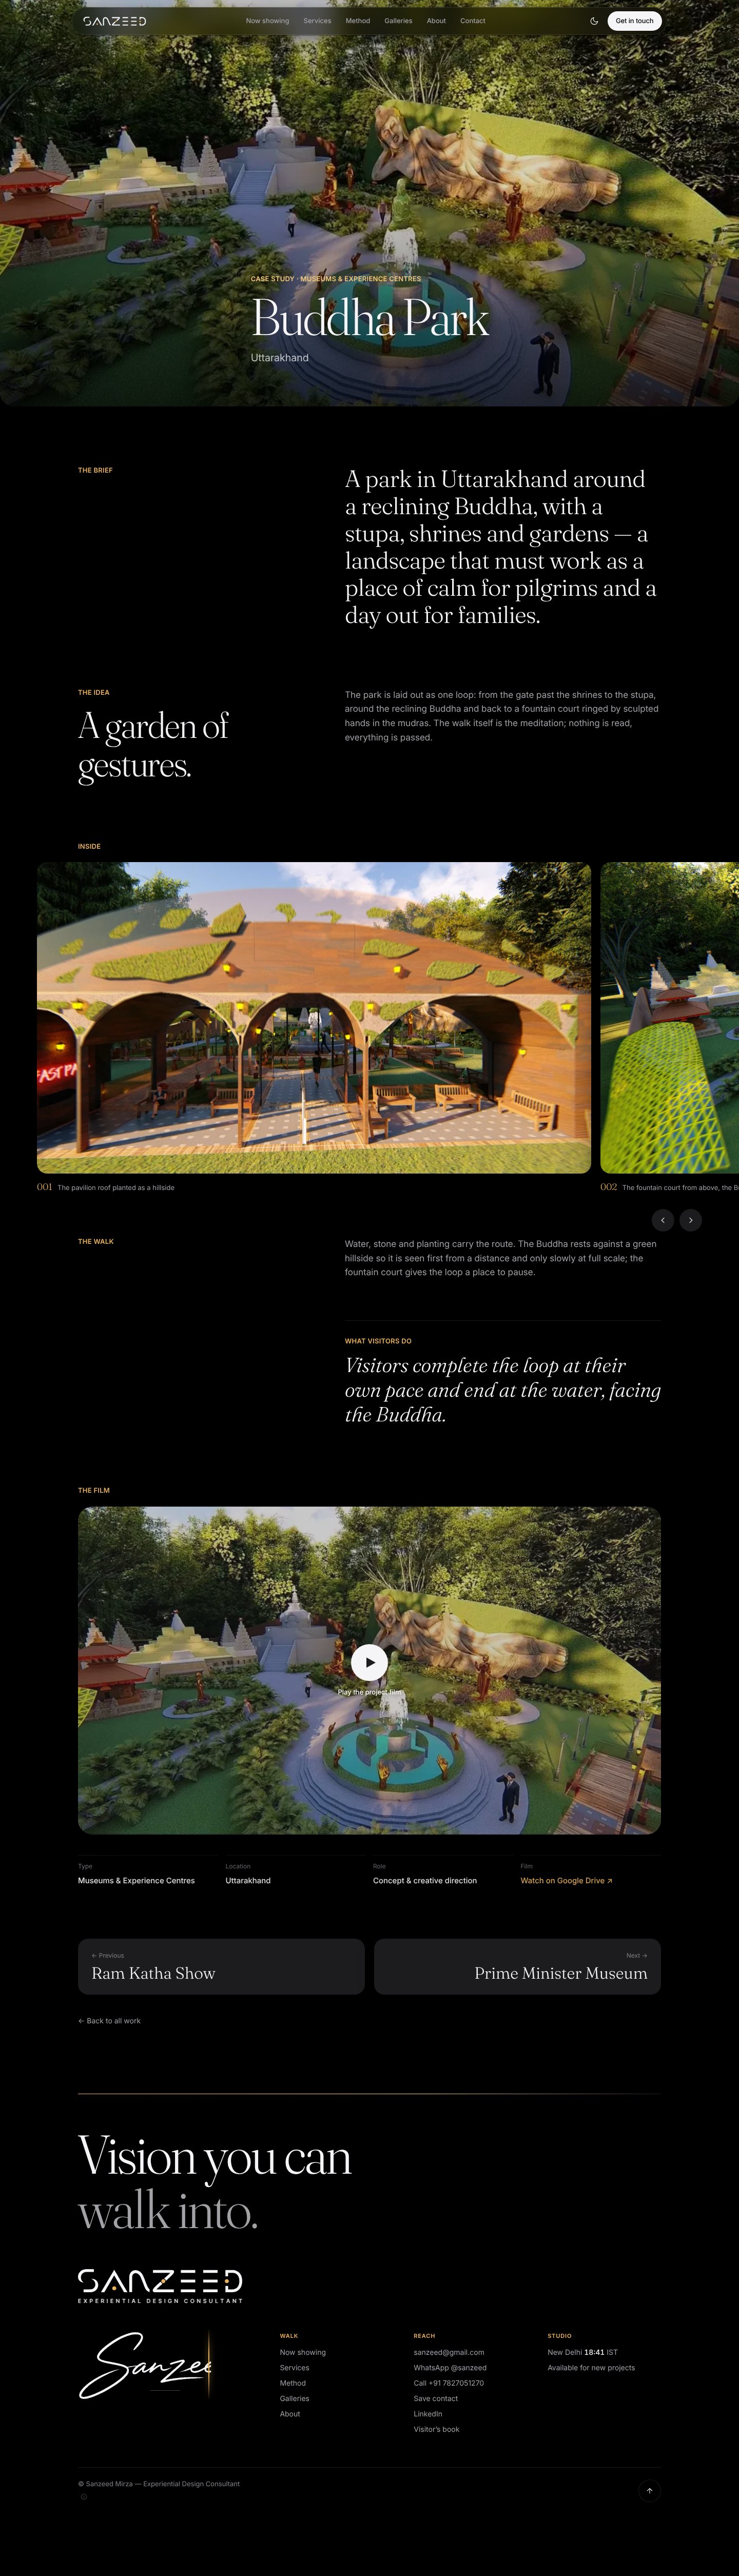 SANZEED
Now showing
Services
Method
Galleries
About
Contact
Get in touch
CASE STUDY · MUSEUMS & EXPERIENCE CENTRES
Buddha Park
Uttarakhand
THE BRIEF
A park in Uttarakhand around
a reclining Buddha, with a
stupa, shrines and gardens — a
landscape that must work as a
place of calm for pilgrims and a
day out for families.
THE IDEA
A garden of
gestures.
The park is laid out as one loop: from the gate past the shrines to the stupa,
around the reclining Buddha and back to a fountain court ringed by sculpted
hands in the mudras. The walk itself is the meditation; nothing is read,
everything is passed.
INSIDE
001 The pavilion roof planted as a hillside
002 The fountain court from above, the
THE WALK
Water, stone and planting carry the route. The Buddha rests against a green
hillside so it is seen first from a distance and only slowly at full scale; the
fountain court gives the loop a place to pause.
WHAT VISITORS DO
Visitors complete the loop at their
own pace and end at the water, facing
the Buddha.
THE FILM
Play the project film
Type
Museums & Experience Centres
Location
Uttarakhand
Role
Concept & creative direction
Film
Watch on Google Drive ↗
← Previous
Ram Katha Show
Next →
Prime Minister Museum
← Back to all work
Vision you can
walk into.
SANZEED
EXPERIENTIAL DESIGN CONSULTANT
WALK
Now showing
Services
Method
Galleries
About
REACH
sanzeed@gmail.com
WhatsApp @sanzeed
Call +91 7827051270
Save contact
LinkedIn
Visitor's book
STUDIO
New Delhi 18:41 IST
Available for new projects
© Sanzeed Mirza — Experiential Design Consultant